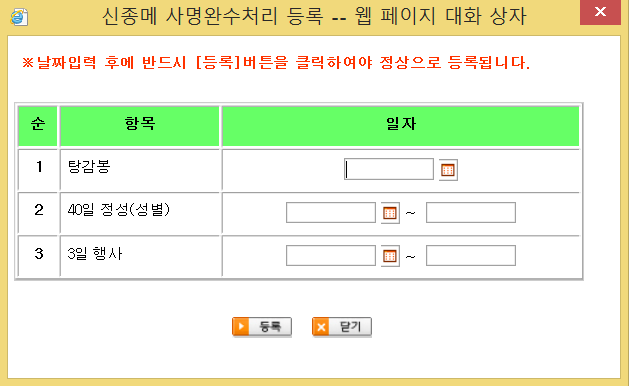 신종메 사명완수처리 등록 -- 웹 페이지 대화 상자
※날짜입력 후에 반드시 [등록]버튼을 클릭하여야 정상으로 등록됩니다.
순 항목 일자
1 탕감봉
2 40일 정성(성별) ~
3 3일 행사 ~
등록 닫기